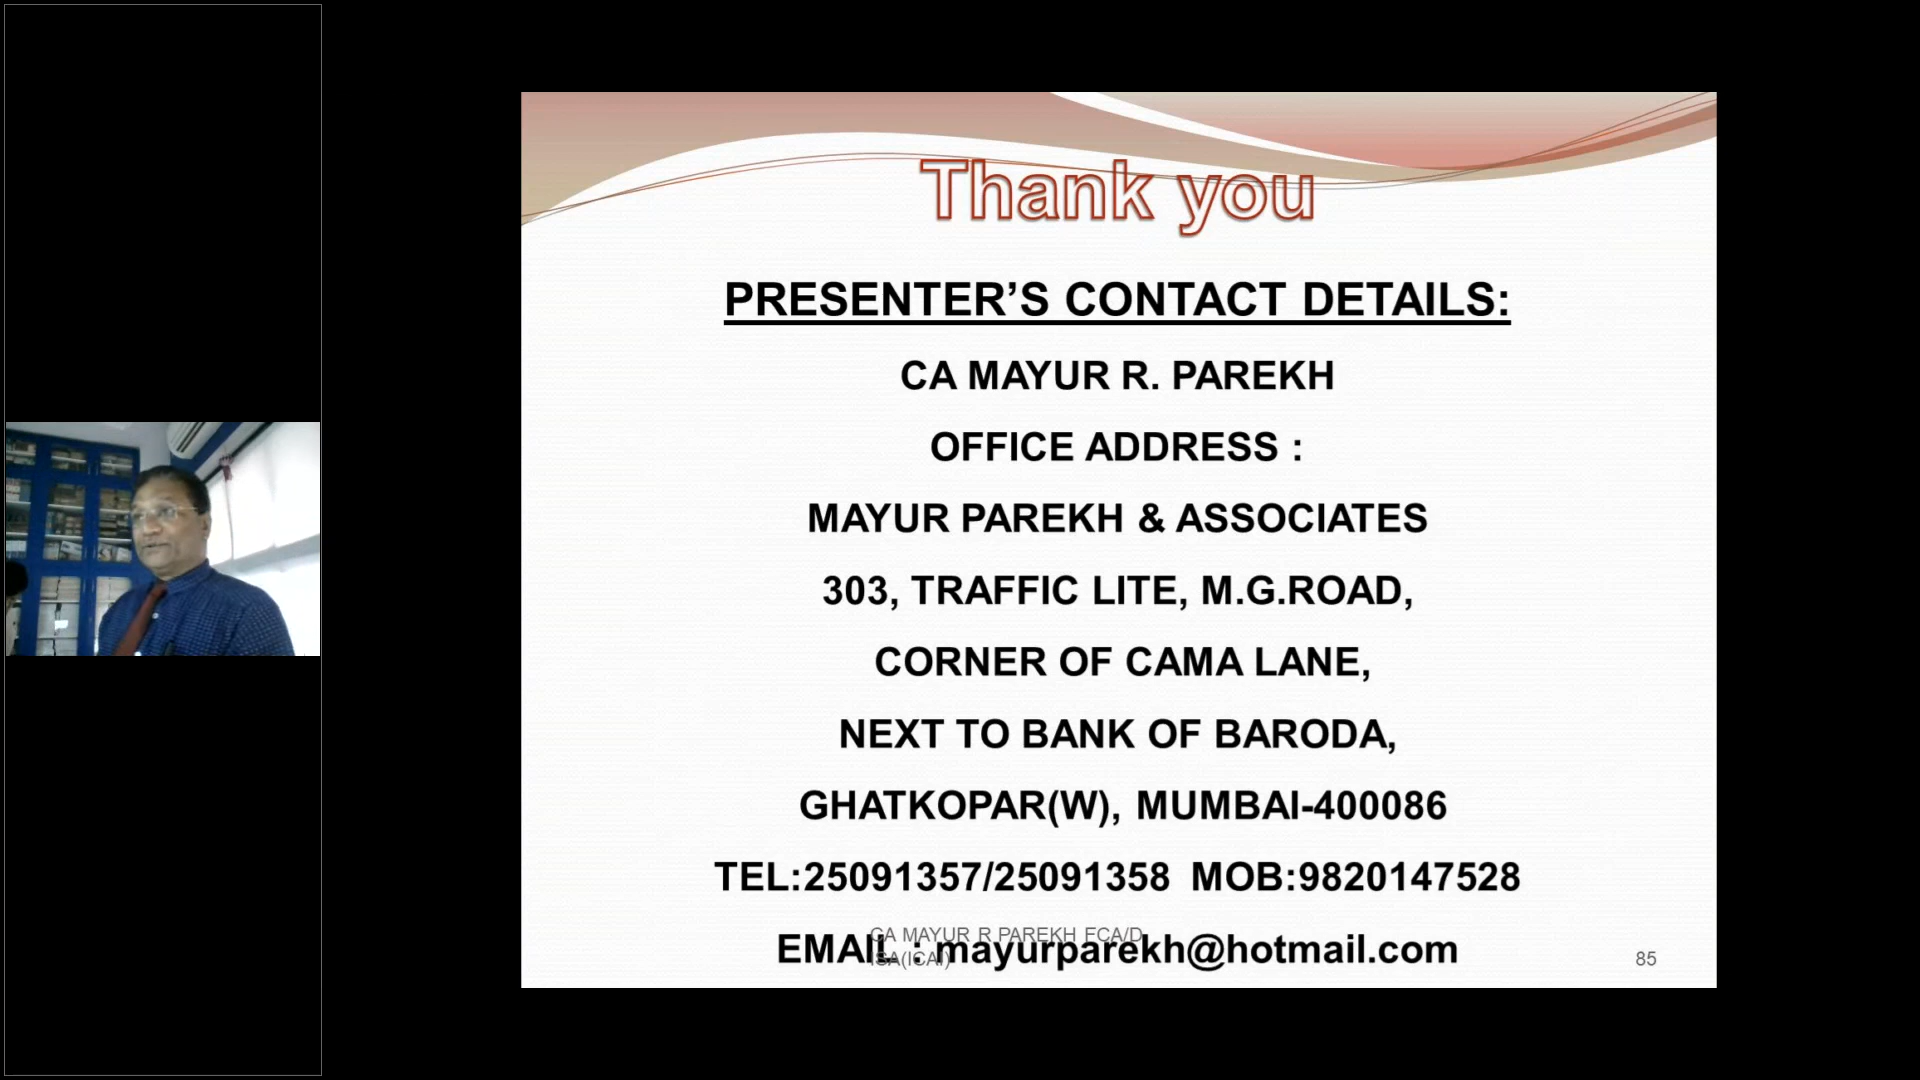 Thank you
PRESENTER’S CONTACT DETAILS:
CA MAYUR R. PAREKH
OFFICE ADDRESS :
MAYUR PAREKH & ASSOCIATES
303, TRAFFIC LITE, M.G.ROAD,
CORNER OF CAMA LANE,
NEXT TO BANK OF BARODA,
GHATKOPAR(W), MUMBAI-400086
TEL:25091357/25091358 MOB:9820147528
EMAIL : mayurparekh@hotmail.com
CA MAYUR R PAREKH FCA/D
ISA(ICAI)
85